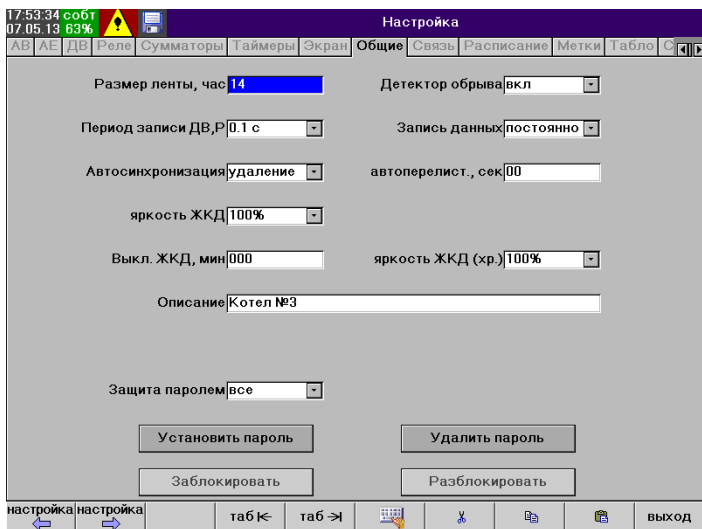 17:53:34 собт
07.05.13 63%
Настройка
АВ АЕ ДВ Реле Сумматоры Таймеры Экран Общие Связь Расписание Метки Табло С
Размер ленты, час 14 Детектор обрыва вкл
Период записи ДВ,Р 0.1 с Запись данных постоянно
Автосинхронизация удаление автоперелист., сек 00
яркость ЖКД 100%
Выкл. ЖКД, мин 000 яркость ЖКД (хр.) 100%
Описание Котел №3
Защита паролем все
Установить пароль Удалить пароль
Заблокировать Разблокировать
настройка настройка таб таб выход